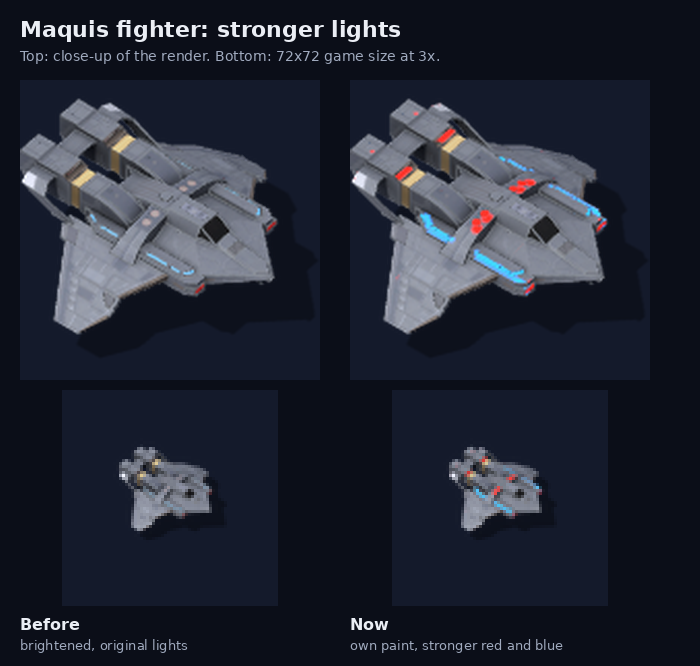 Maquis fighter: stronger lights
Top: close-up of the render. Bottom: 72x72 game size at 3x.
Before
Now
brightened, original lights
own paint, stronger red and blue